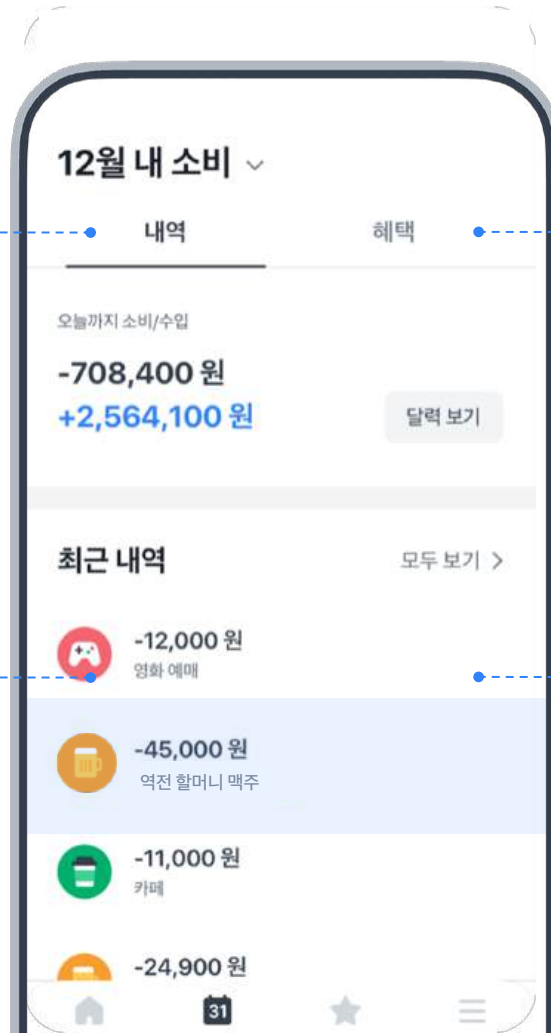 12월 내 소비
내역 혜택
오늘까지 소비/수입
-708,400 원
+2,564,100 원
달력 보기
최근 내역 모두 보기
-12,000 원
영화 예매
-45,000 원
역전 할머니 맥주
-11,000 원
카페
-24,900 원
31